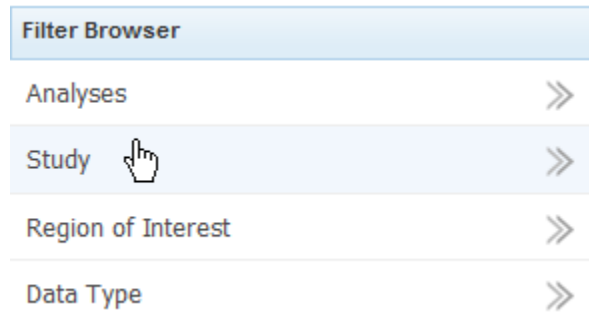 Filter Browser
Analyses
Study
Region of Interest
Data Type